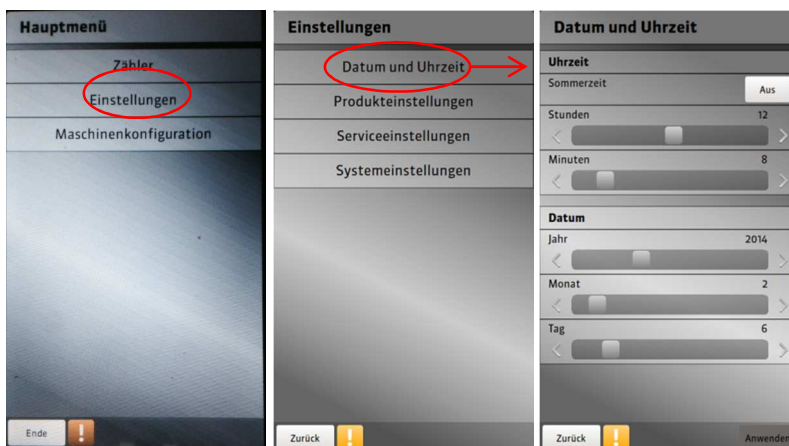 Hauptmenü
Zähler
Einstellungen
Maschinenkonfiguration
Ende
!
Einstellungen
Datum und Uhrzeit
Produkteinstellungen
Serviceeinstellungen
Systemeinstellungen
Zurück
!
Datum und Uhrzeit
Uhrzeit
Sommerzeit Aus
Stunden 12
Minuten 8
Datum
Jahr 2014
Monat 2
Tag 6
Zurück
!
Anwenden